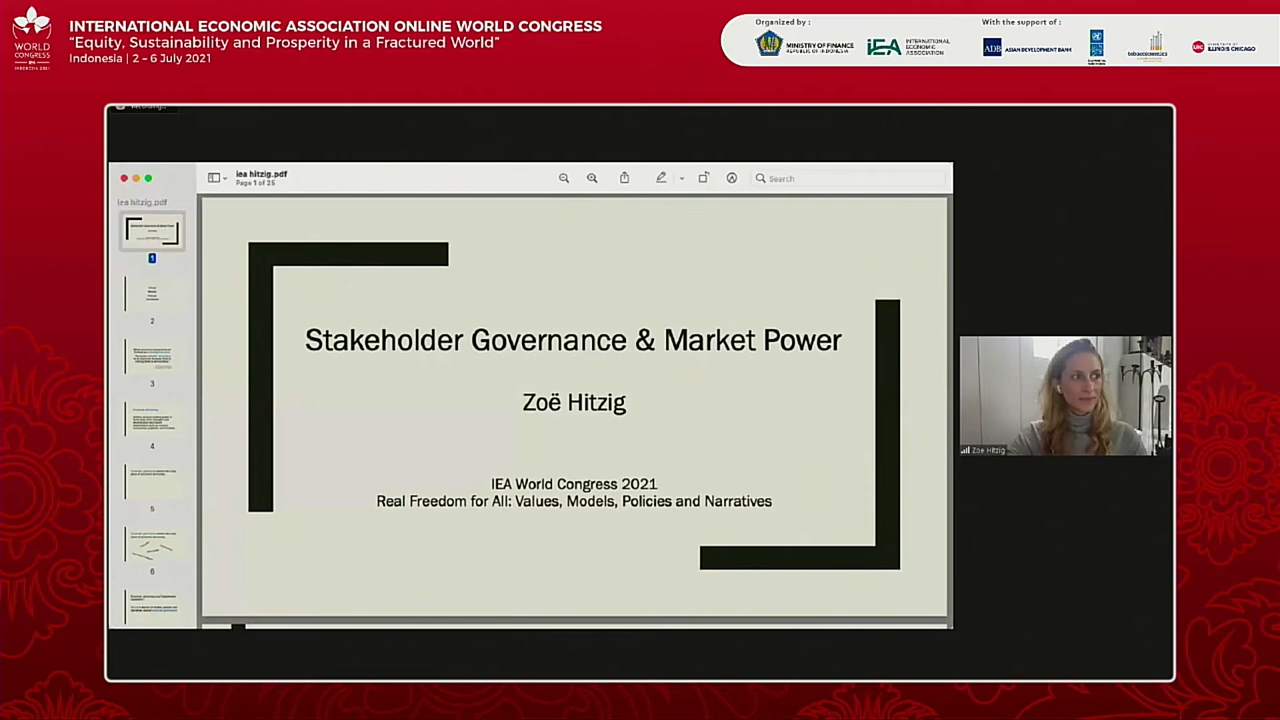 INTERNATIONAL ECONOMIC ASSOCIATION ONLINE WORLD CONGRESS
“Equity, Sustainability and Prosperity in a Fractured World”
Indonesia | 2 - 6 July 2021
WORLD
CONGRESS
Organized by :
MINISTRY OF FINANCE
REPUBLIC OF INDONESIA
iEA
INTERNATIONAL
ECONOMIC
ASSOCIATION
With the support of :
ADB
ASIAN DEVELOPMENT BANK
tobacconomics
UIC
ILLINOIS CHICAGO
iea hitzig.pdf
Page 1 of 25
Search
iea hitzig.pdf
1
2
3
4
5
6
Stakeholder Governance & Market Power
Zoë Hitzig
IEA World Congress 2021
Real Freedom for All: Values, Models, Policies and Narratives
Zoe Hitzig